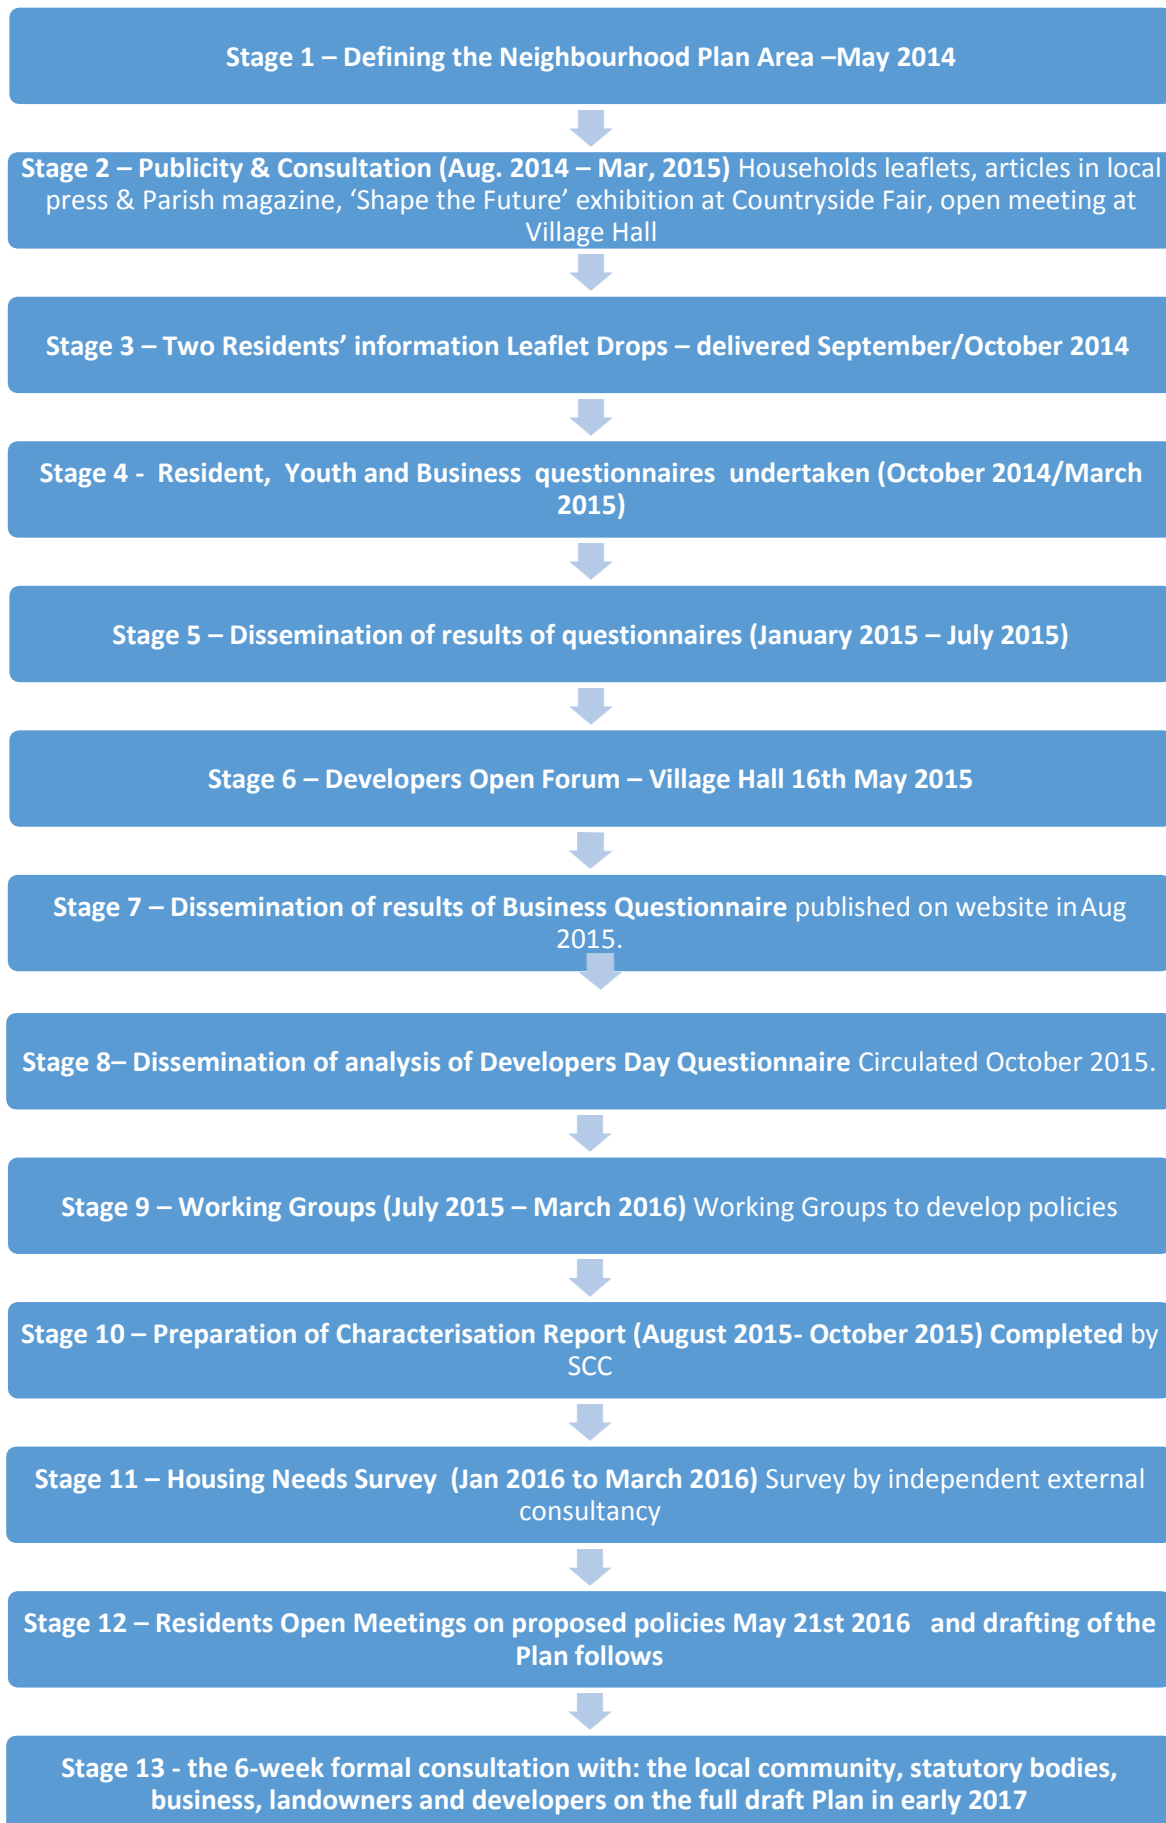 Stage 1 – Defining the Neighbourhood Plan Area –May 2014
Stage 2 – Publicity & Consultation (Aug. 2014 – Mar, 2015) Households leaflets, articles in local
press & Parish magazine, ‘Shape the Future’ exhibition at Countryside Fair, open meeting at
Village Hall
Stage 3 – Two Residents’ information Leaflet Drops – delivered September/October 2014
Stage 4 - Resident, Youth and Business questionnaires undertaken (October 2014/March
2015)
Stage 5 – Dissemination of results of questionnaires (January 2015 – July 2015)
Stage 6 – Developers Open Forum – Village Hall 16th May 2015
Stage 7 – Dissemination of results of Business Questionnaire published on website in Aug
2015.
Stage 8– Dissemination of analysis of Developers Day Questionnaire Circulated October 2015.
Stage 9 – Working Groups (July 2015 – March 2016) Working Groups to develop policies
Stage 10 – Preparation of Characterisation Report (August 2015- October 2015) Completed by
SCC
Stage 11 – Housing Needs Survey (Jan 2016 to March 2016) Survey by independent external
consultancy
Stage 12 – Residents Open Meetings on proposed policies May 21st 2016 and drafting of the
Plan follows
Stage 13 - the 6-week formal consultation with: the local community, statutory bodies,
business, landowners and developers on the full draft Plan in early 2017